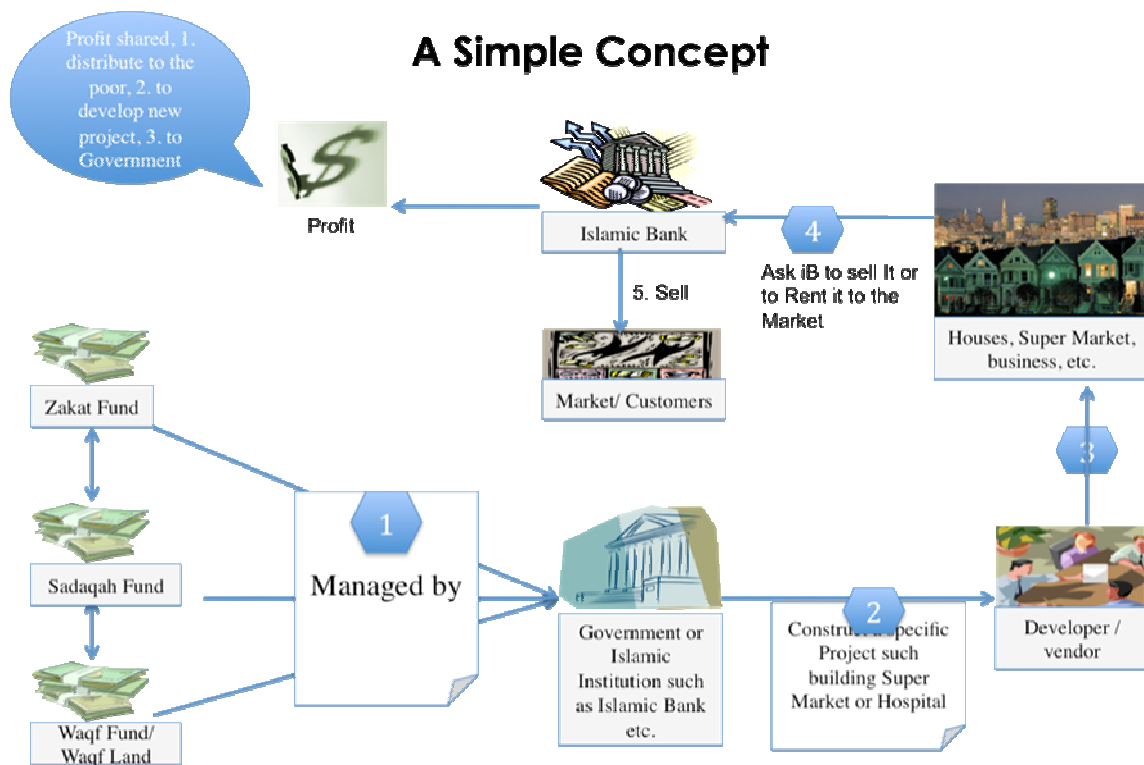 A Simple Concept
Profit shared, 1.
distribute to the
poor, 2. to
develop new
project, 3. to
Government
Profit
Islamic Bank
4
Ask iB to sell It or
to Rent it to the
Market
5. Sell
Houses, Super Market,
business, etc.
Market/ Customers
Zakat Fund
3
1
Managed by
Sadaqah Fund
2
Government or
Islamic
Institution such
as Islamic Bank
etc.
Construct a specific
Project such
building Super
Market or Hospital
Developer /
vendor
Waqf Fund/
Waqf Land